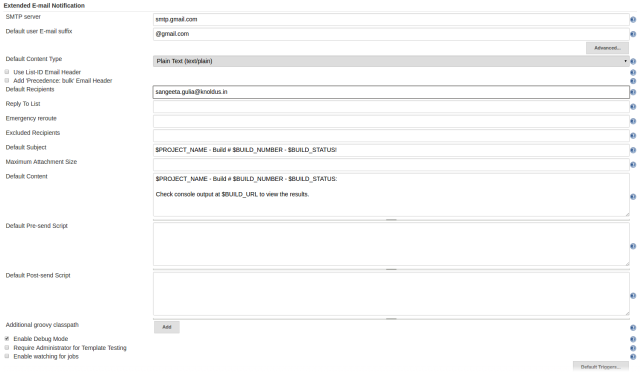 Extended E-mail Notification
SMTP server
smtp.gmail.com
Default user E-mail suffix
@gmail.com
Advanced...
Default Content Type
Plain Text (text/plain)
Use List-ID Email Header
Add 'Precedence: bulk' Email Header
Default Recipients
sangeeta.gulia@knoldus.in
Reply To List
Emergency reroute
Excluded Recipients
Default Subject
$PROJECT_NAME - Build # $BUILD_NUMBER - $BUILD_STATUS!
Maximum Attachment Size
Default Content
$PROJECT_NAME - Build # $BUILD_NUMBER - $BUILD_STATUS:
Check console output at $BUILD_URL to view the results.
Default Pre-send Script
Default Post-send Script
Additional groovy classpath
Add
Enable Debug Mode
Require Administrator for Template Testing
Enable watching for jobs
Default Triggers...